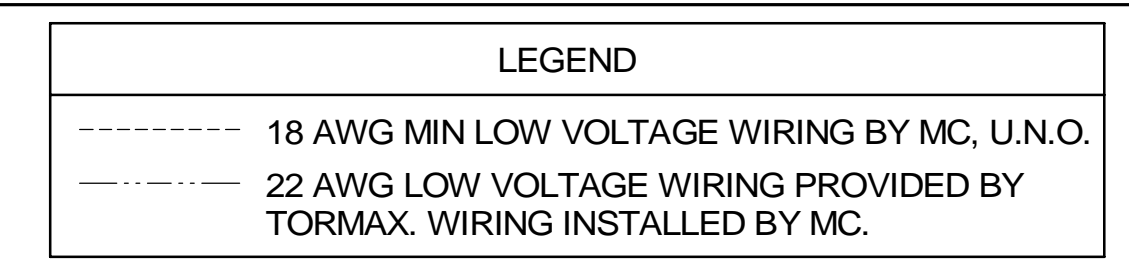 LEGEND
18 AWG MIN LOW VOLTAGE WIRING BY MC, U.N.O.
22 AWG LOW VOLTAGE WIRING PROVIDED BY
TORMAX. WIRING INSTALLED BY MC.